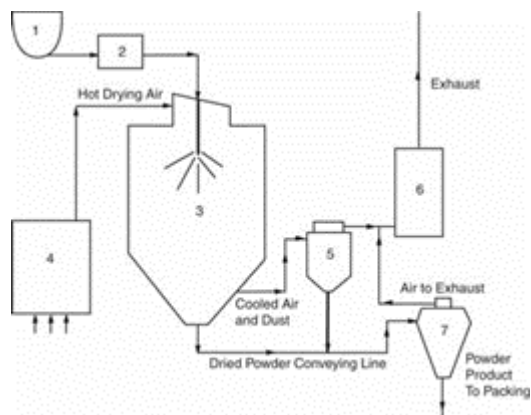 1
2
Exhaust
Hot Drying Air
3
6
4
5
Air to Exhaust
Cooled Air
and Dust
7
Dried Powder Conveying Line
Powder
Product
To Packing